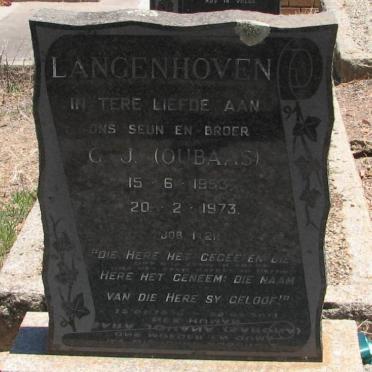 LANGENHOVEN
IN TERE LIEFDE AAN
ONS SEUN EN BROER
C. J. (OUBAAS)
15 - 6 - 1953
20 - 2 - 1973
JOB 1:21
"DIE HERE HET GEGEE EN DIE
HERE HET GENEEM: DIE NAAM
VAN DIE HERE SY GELOOF!"